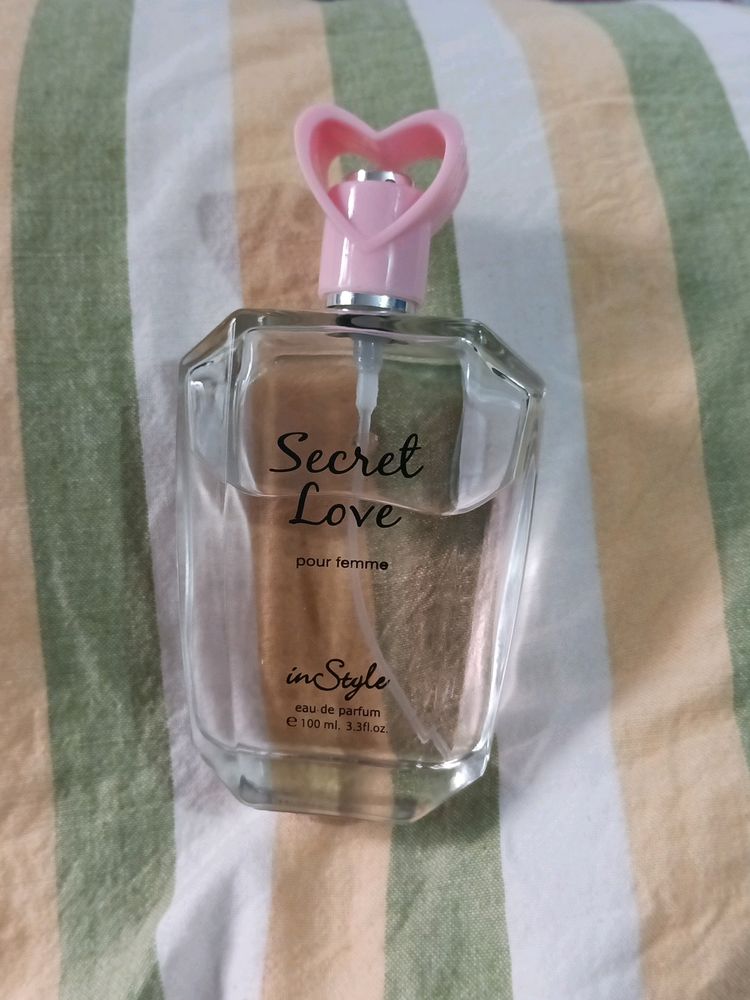 Secret
Love
pour femme
inStyle
eau de parfum
℮ 100 ml. 3.3fl.oz.